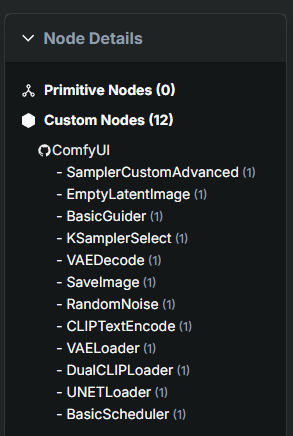 Node Details
Primitive Nodes (0)
Custom Nodes (12)
ComfyUI
- SamplerCustomAdvanced (1)
- EmptyLatentImage (1)
- BasicGuider (1)
- KSamplerSelect (1)
- VAEDecode (1)
- SaveImage (1)
- RandomNoise (1)
- CLIPTextEncode (1)
- VAELoader (1)
- DualCLIPLoader (1)
- UNETLoader (1)
- BasicScheduler (1)